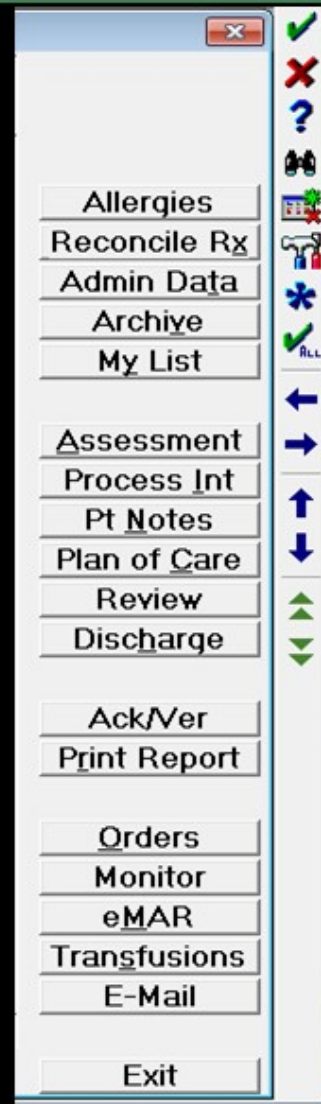 Allergies
Reconcile Rx
Admin Data
Archive
My List
Assessment
Process Int
Pt Notes
Plan of Care
Review
Discharge
Ack/Ver
Print Report
Orders
Monitor
eMAR
Transfusions
E-Mail
Exit
?
ALL